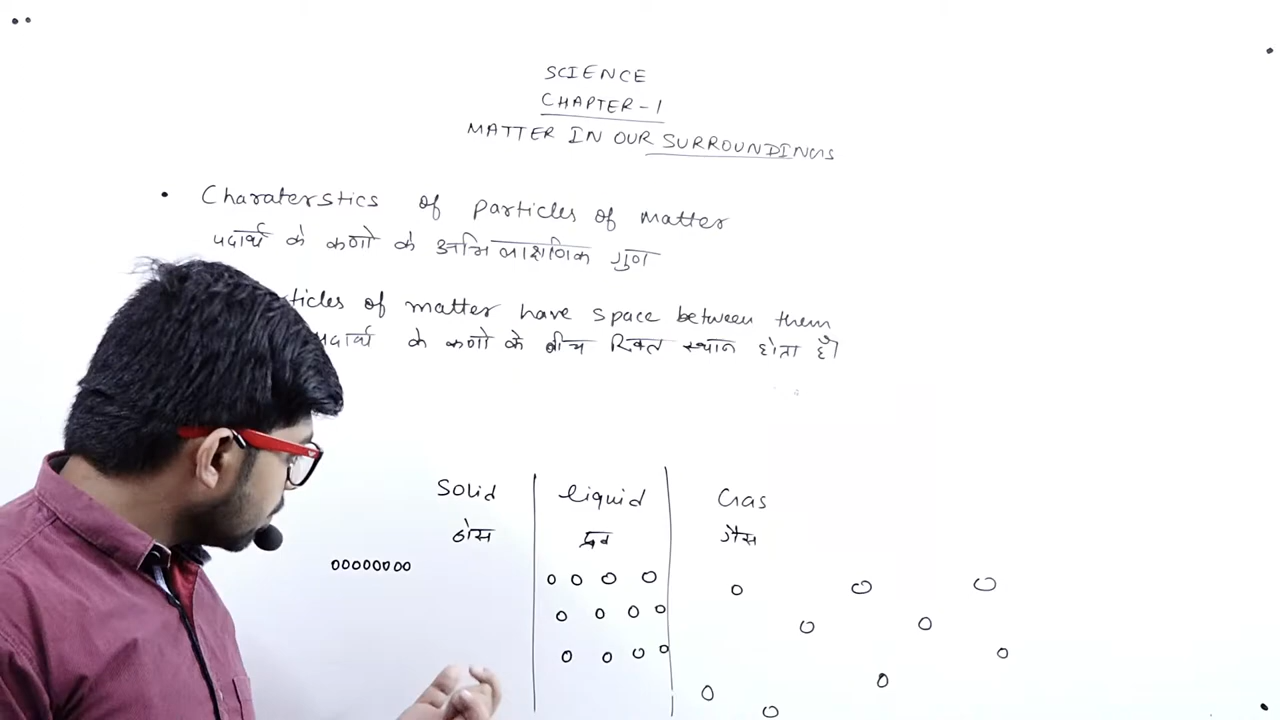 SCIENCE
CHAPTER-1
MATTER IN OUR SURROUNDINGS
• Charaterstics of particles of matter
पदार्थ के कणो के अभिलाक्षणिक गुण
ticles of matter have space between them
के कणो के बीच रिक्त स्थान होता है
Solid liquid Gas
ठोस द्रव गैस